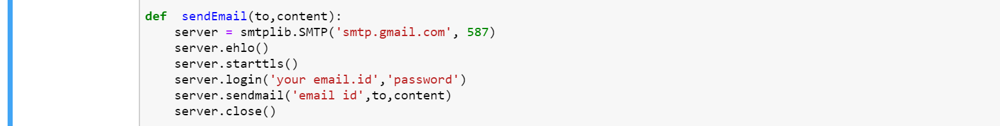 def  sendEmail(to,content):
    server = smtplib.SMTP('smtp.gmail.com', 587)
    server.ehlo()
    server.starttls()
    server.login('your email.id','password')
    server.sendmail('email id',to,content)
    server.close()